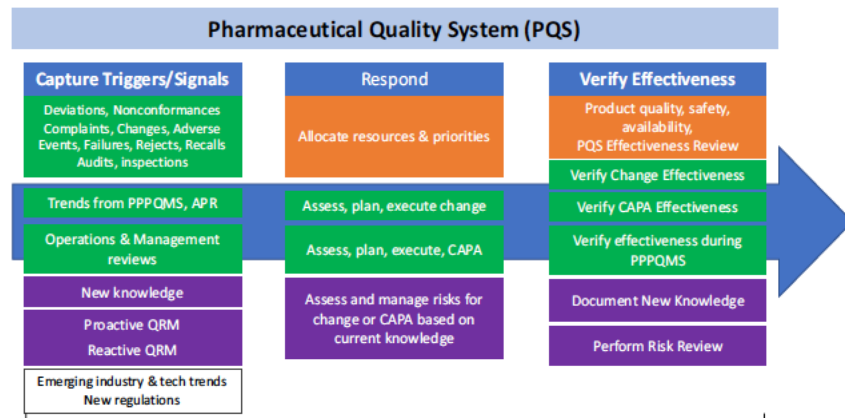 Pharmaceutical Quality System (PQS)
Capture Triggers/Signals
Deviations, Nonconformances
Complaints, Changes, Adverse
Events, Failures, Rejects, Recalls
Audits, inspections
Trends from PPPQMS, APR
Operations & Management
reviews
New knowledge
Proactive QRM
Reactive QRM
Emerging industry & tech trends
New regulations
Respond
Allocate resources & priorities
Assess, plan, execute change
Assess, plan, execute, CAPA
Assess and manage risks for
change or CAPA based on
current knowledge
Verify Effectiveness
Product quality, safety,
availability,
PQS Effectiveness Review
Verify Change Effectiveness
Verify CAPA Effectiveness
Verify effectiveness during
PPPQMS
Document New Knowledge
Perform Risk Review